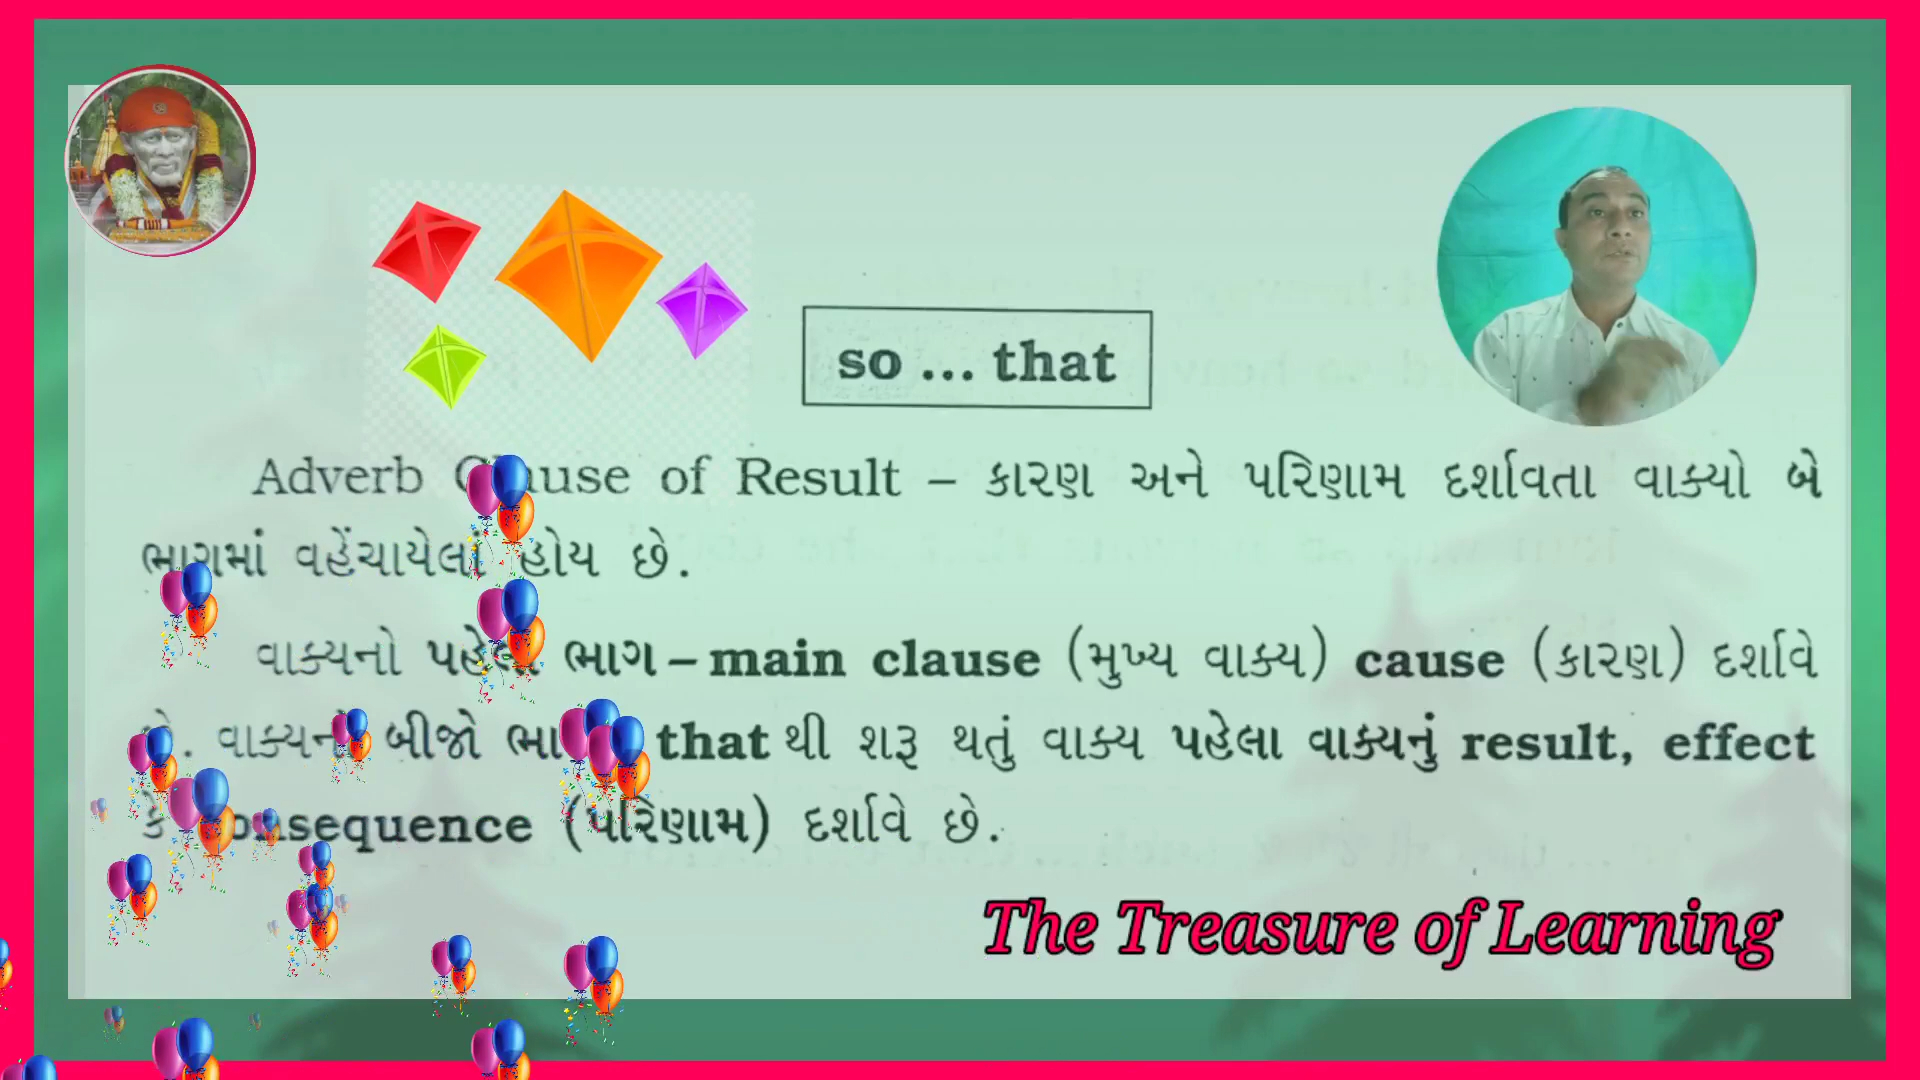 so ... that
Adverb Clause of Result – કારણ અને પરિણામ દર્શાવતા વાક્યો બે
ભાગમાં વહેંચાયેલાં હોય છે.
વાક્યનો પહેલો ભાગ – main clause (મુખ્ય વાક્ય) cause (કારણ) દર્શાવે
છે. વાક્યનો બીજો ભાગ that થી શરૂ થતું વાક્ય પહેલા વાક્યનું result, effect
કે consequence (પરિણામ) દર્શાવે છે.
The Treasure of Learning